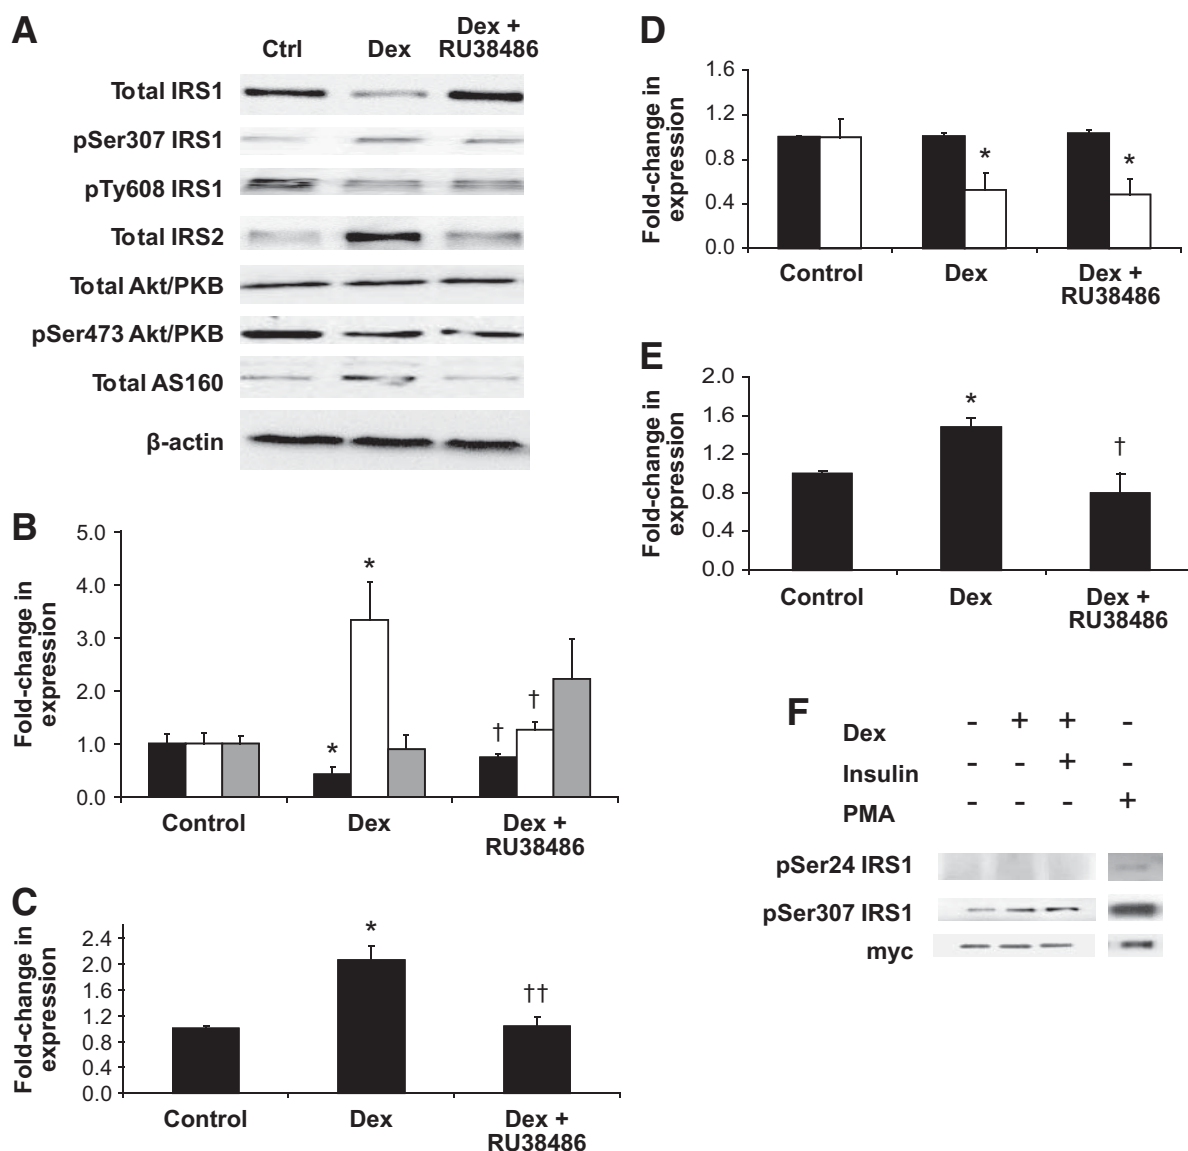 A
Ctrl
Dex
Dex +
RU38486
Total IRS1
pSer307 IRS1
pTy608 IRS1
Total IRS2
Total Akt/PKB
pSer473 Akt/PKB
Total AS160
β-actin
B
Fold-change in
expression
5.0
4.0
3.0
2.0
1.0
0.0
*
*
†
†
Control
Dex
Dex +
RU38486
C
Fold-change in
expression
2.4
2.0
1.6
1.2
0.8
0.4
0.0
*
††
Control
Dex
Dex +
RU38486
D
Fold-change in
expression
1.6
1.2
0.8
0.4
0.0
*
*
Control
Dex
Dex +
RU38486
E
Fold-change in
expression
2.0
1.6
1.2
0.8
0.4
0.0
*
†
Control
Dex
Dex +
RU38486
F
Dex - + + -
Insulin - - + -
PMA - - - +
pSer24 IRS1
pSer307 IRS1
myc